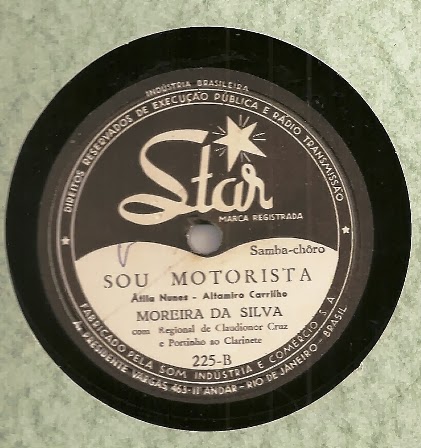 INDÚSTRIA BRASILEIRA
DIREITOS RESERVADOS DE EXECUÇÃO PÚBLICA E RÁDIO TRANSMISSÃO
Star
MARCA REGISTRADA
Samba-chôro
SOU MOTORISTA
Átila Nunes - Altamiro Carrilho
MOREIRA DA SILVA
com Regional de Claudionor Cruz
e Portinho ao Clarinete
225-B
FABRICADO PELA SOM INDUSTRIA E COMERCIO S A
Av. PRESIDENTE VARGAS, 463-11º ANDAR - RIO DE JANEIRO - BRASIL